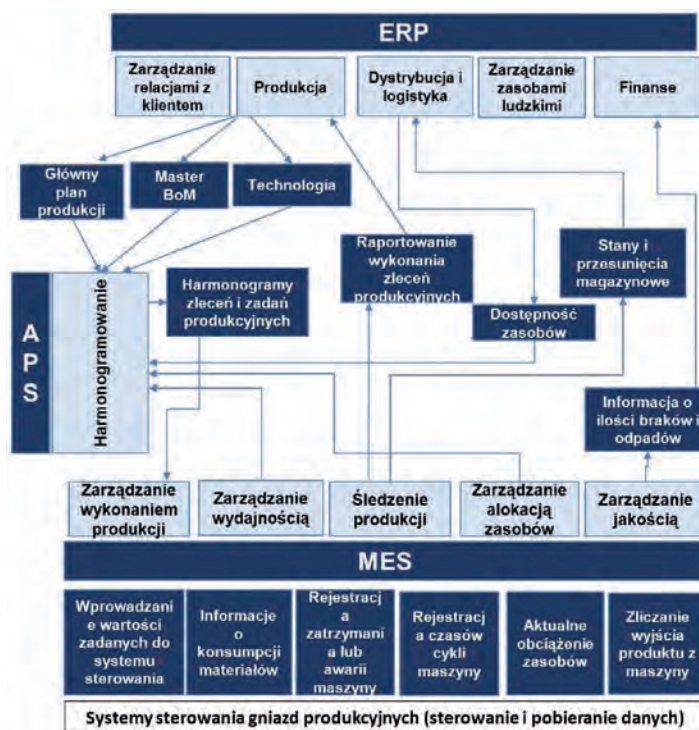 ERP
Zarządzanie
relacjami z
klientem
Produkcja
Dystrybucja i
logistyka
Zarządzanie
zasobami
ludzkimi
Finanse
Główny
plan
produkcji
Master
BoM
Technologia
Raportowanie
wykonania
zleceń
produkcyjnych
Stany i
przesunięcia
magazynowe
APS
Harmonogramowanie
Harmonogramy
zleceń i zadań
produkcyjnych
Dostępność
zasobów
Informacja o
ilości braków i
odpadów
Zarządzanie
wykonaniem
produkcji
Zarządzanie
wydajnością
Śledzenie
produkcji
Zarządzanie
alokacją
zasobów
Zarządzanie
jakością
MES
Wprowadzani
e wartości
zadanych do
systemu
sterowania
Informacje
o
konsumpcji
materiałów
Rejestracj
a
zatrzymani
a lub
awarii
maszyny
Rejestracj
a czasów
cykli
maszyny
Aktualne
obciążenie
zasobów
Zliczanie
wyjścia
produktu z
maszyny
Systemy sterowania gniazd produkcyjnych (sterowanie i pobieranie danych)